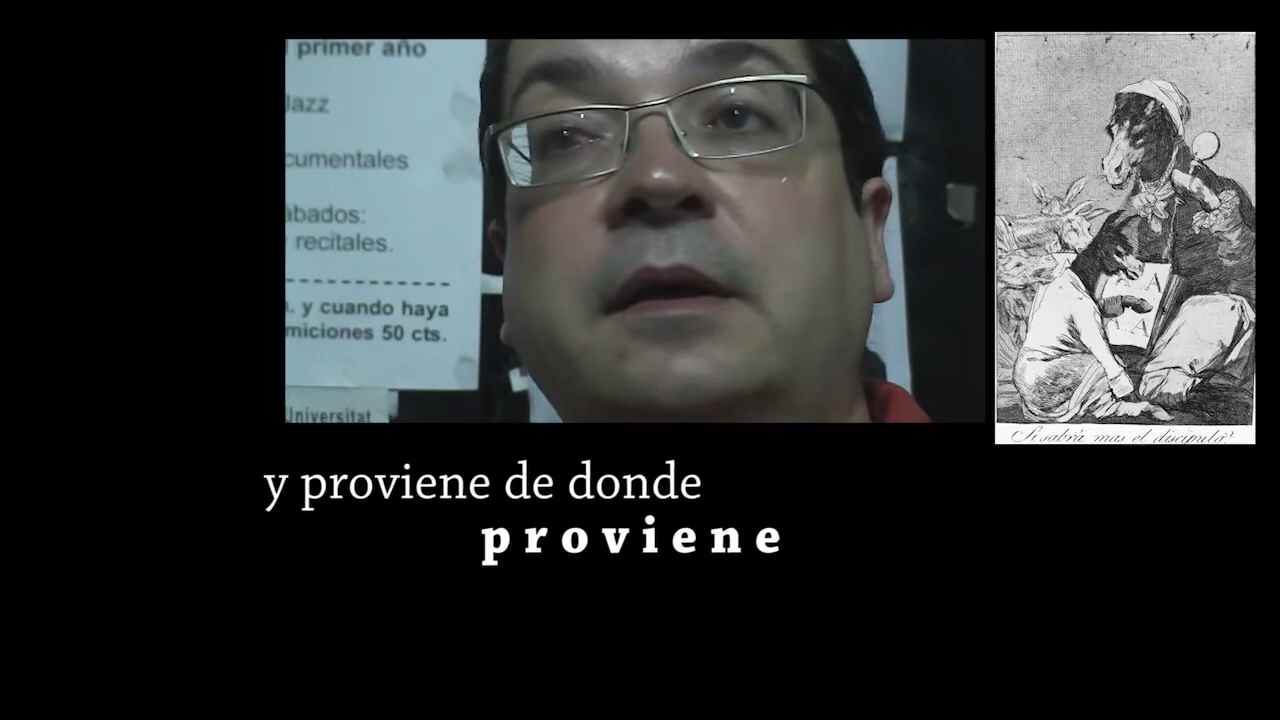 primer año
Jazz
cumentales
abados:
recitales.
. y cuando haya
miciones 50 cts.
Universitat
Si sabrá mas el discipulo?
y proviene de donde
proviene